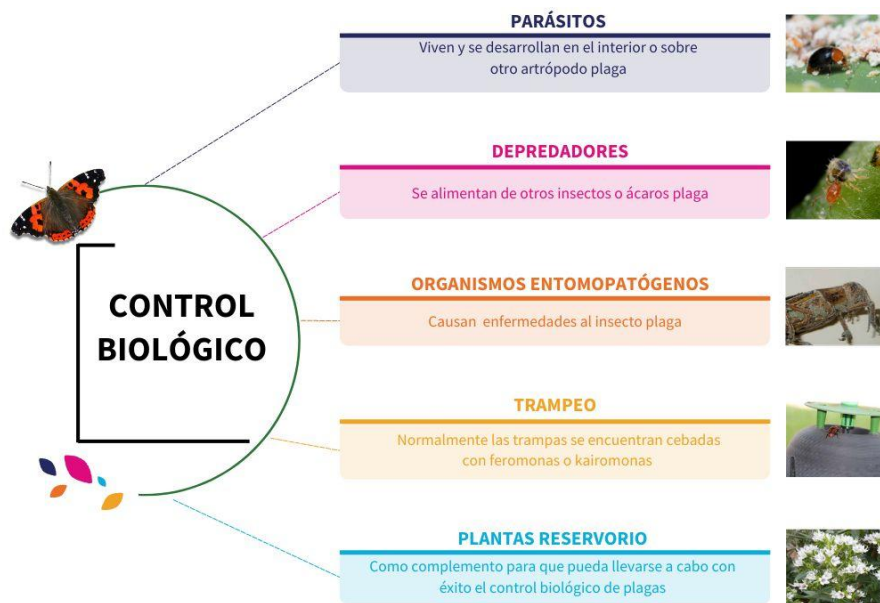 PARÁSITOS
Viven y se desarrollan en el interior o sobre
otro artrópodo plaga
DEPREDADORES
Se alimentan de otros insectos o ácaros plaga
CONTROL
BIOLÓGICO
ORGANISMOS ENTOMOPATÓGENOS
Causan enfermedades al insecto plaga
TRAMPEO
Normalmente las trampas se encuentran cebadas
con feromonas o kairomonas
PLANTAS RESERVORIO
Como complemento para que pueda llevarse a cabo con
éxito el control biológico de plagas